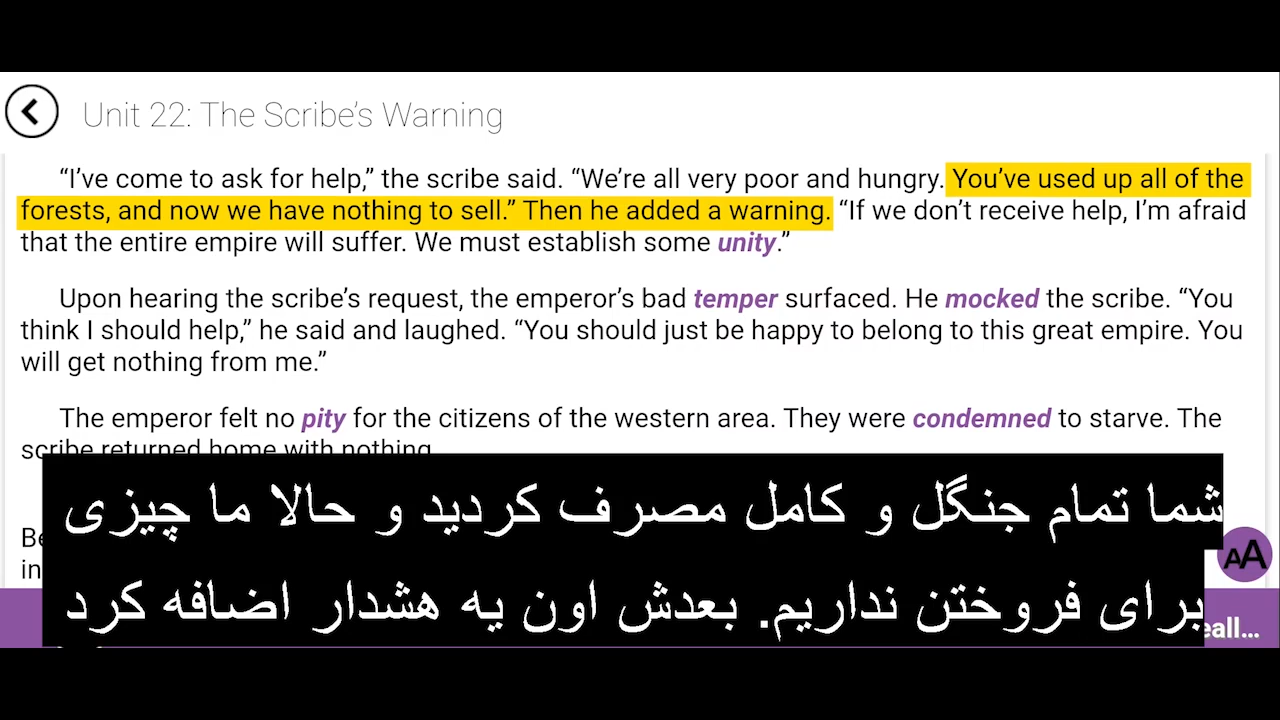 Unit 22: The Scribe’s Warning
“I’ve come to ask for help,” the scribe said. “We’re all very poor and hungry. You’ve used up all of the
forests, and now we have nothing to sell.” Then he added a warning. “If we don’t receive help, I’m afraid
that the entire empire will suffer. We must establish some unity.”
Upon hearing the scribe’s request, the emperor’s bad temper surfaced. He mocked the scribe. “You
think I should help,” he said and laughed. “You should just be happy to belong to this great empire. You
will get nothing from me.”
The emperor felt no pity for the citizens of the western area. They were condemned to starve. The
scribe returned home with nothing.
شما تمام جنگل و کامل مصرف کردید و حالا ما چیزی
برای فروختن نداریم. بعدش اون یه هشدار اضافه کرد
AA